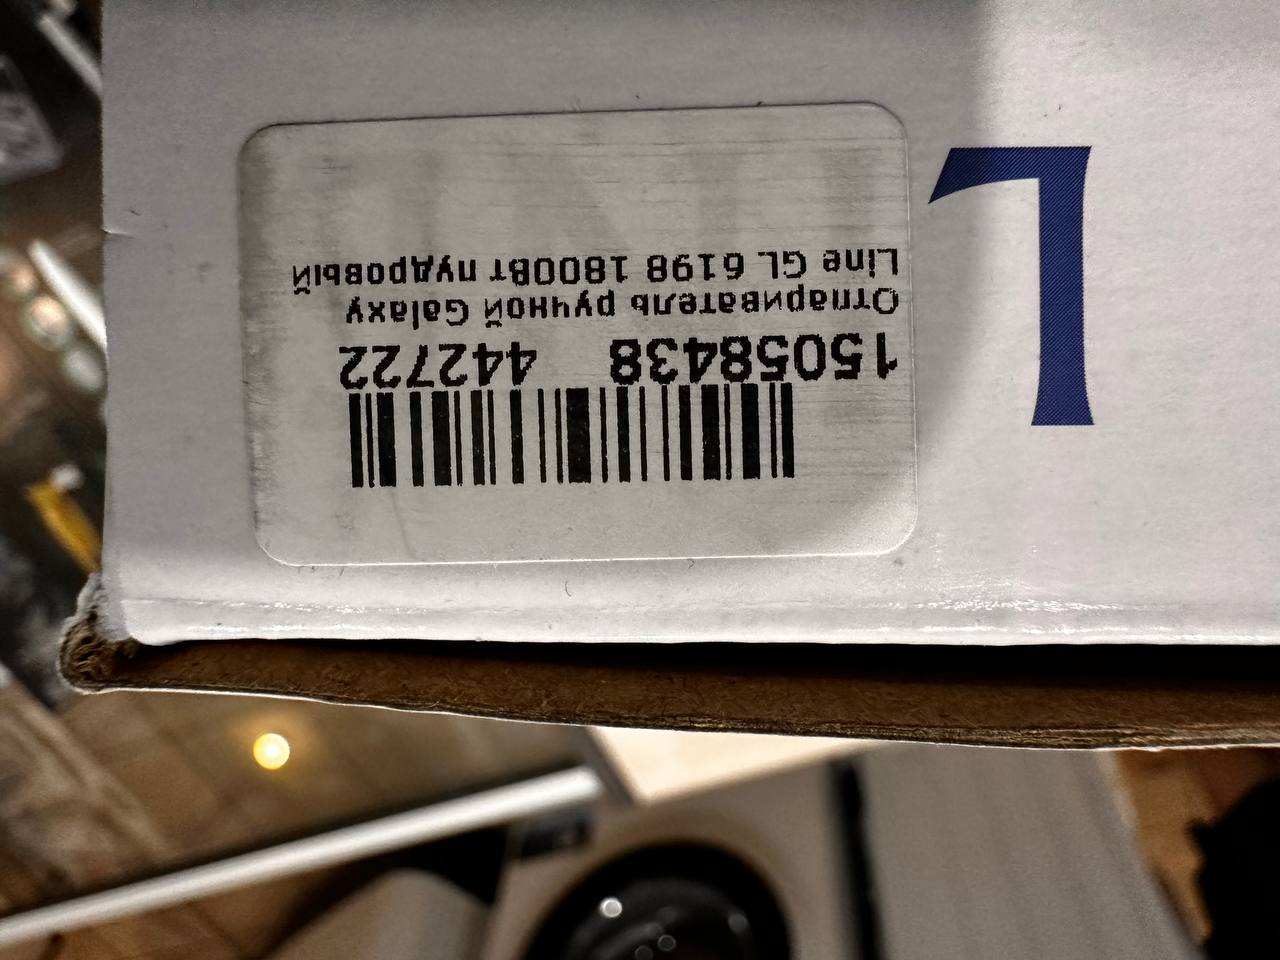 15058438 442722
Отпариватель ручной Galaxy
Line GL 6198 1800Вт пудровый